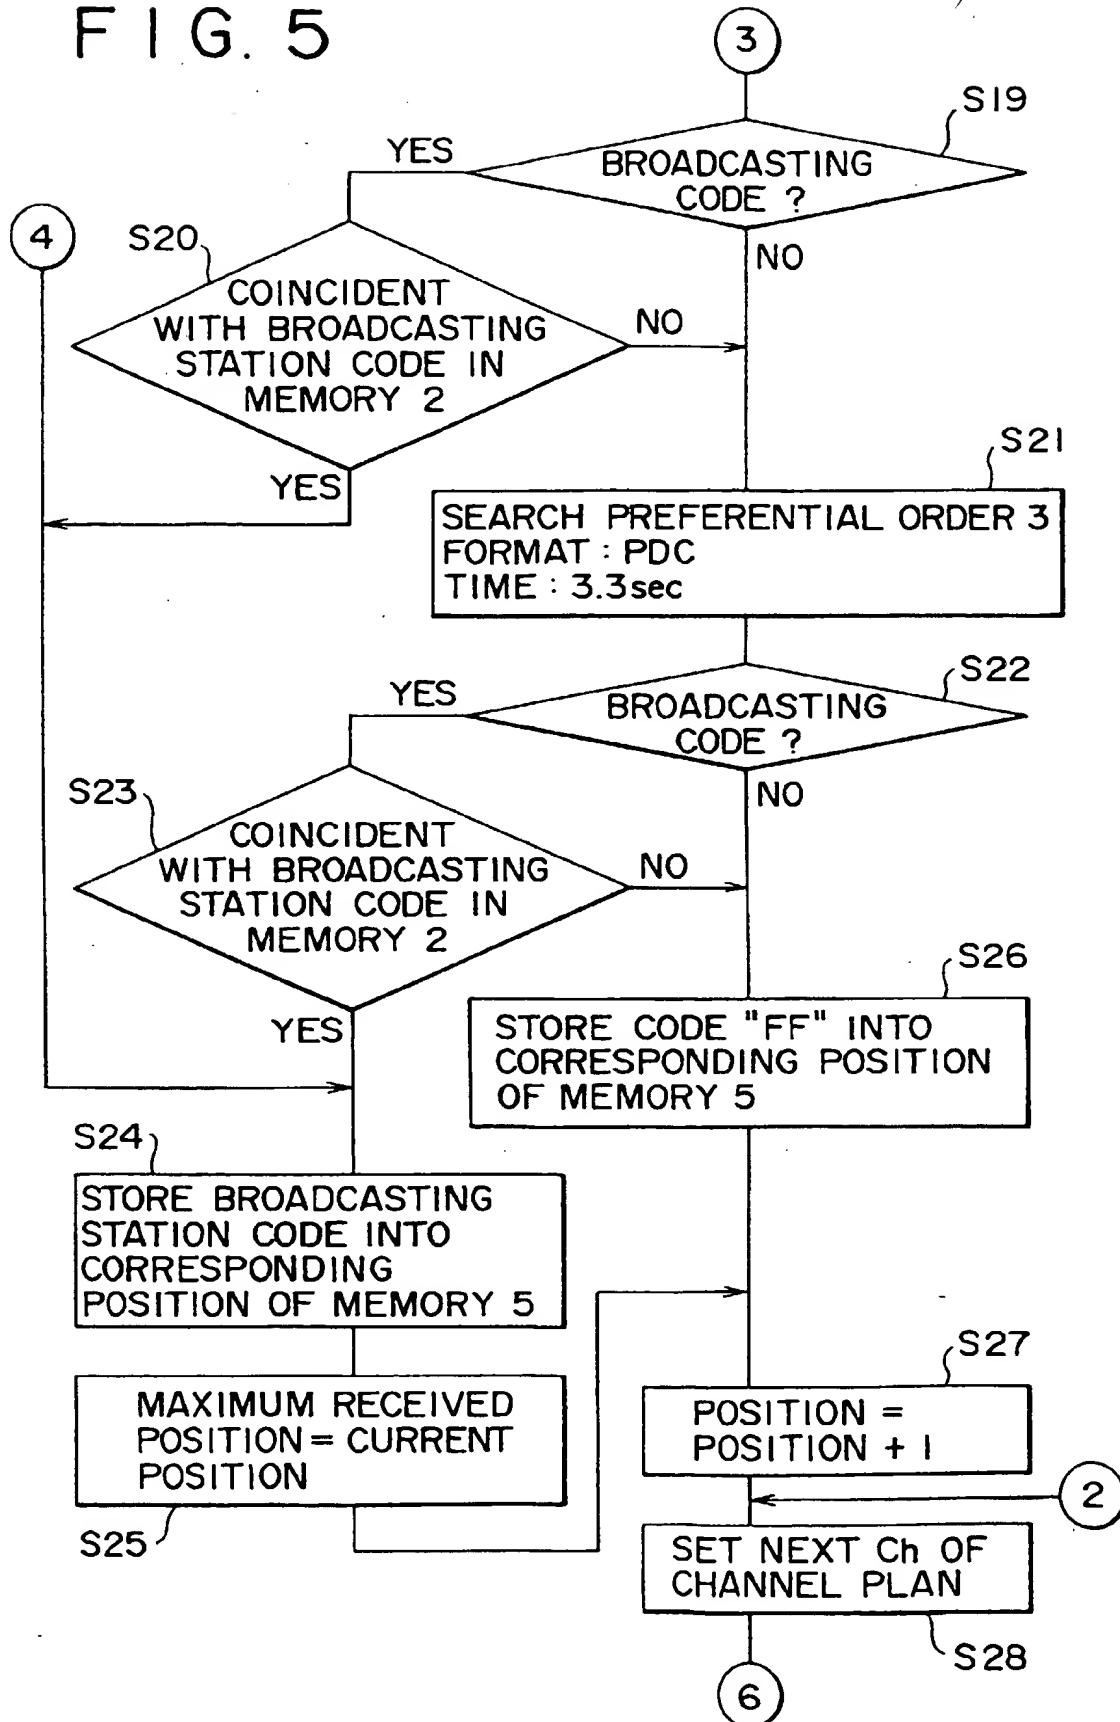 FIG. 5
3
S19
YES
BROADCASTING
CODE ?
4
S20
NO
COINCIDENT
WITH BROADCASTING
STATION CODE IN
MEMORY 2
NO
YES
S21
SEARCH PREFERENTIAL ORDER 3
FORMAT : PDC
TIME : 3.3sec
S22
YES
BROADCASTING
CODE ?
S23
NO
COINCIDENT
WITH BROADCASTING
STATION CODE IN
MEMORY 2
NO
YES
S26
STORE CODE "FF" INTO
CORRESPONDING POSITION
OF MEMORY 5
S24
STORE BROADCASTING
STATION CODE INTO
CORRESPONDING
POSITION OF MEMORY 5
S27
MAXIMUM RECEIVED
POSITION = CURRENT
POSITION
S25
POSITION =
POSITION + 1
2
SET NEXT Ch OF
CHANNEL PLAN
S28
6